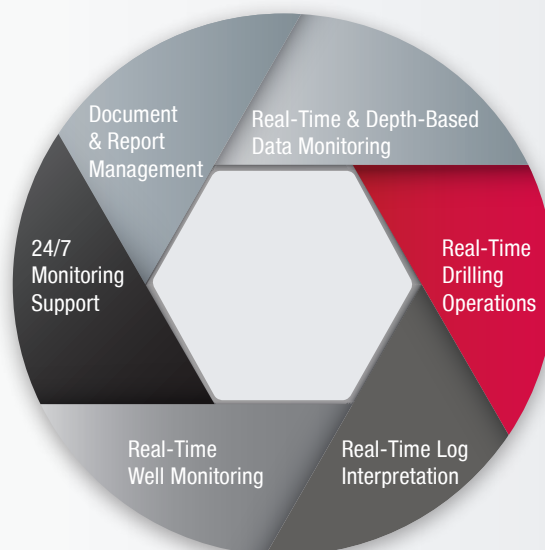 Document
& Report
Management
Real-Time & Depth-Based
Data Monitoring
24/7
Monitoring
Support
Real-Time
Drilling
Operations
Real-Time
Well Monitoring
Real-Time Log
Interpretation